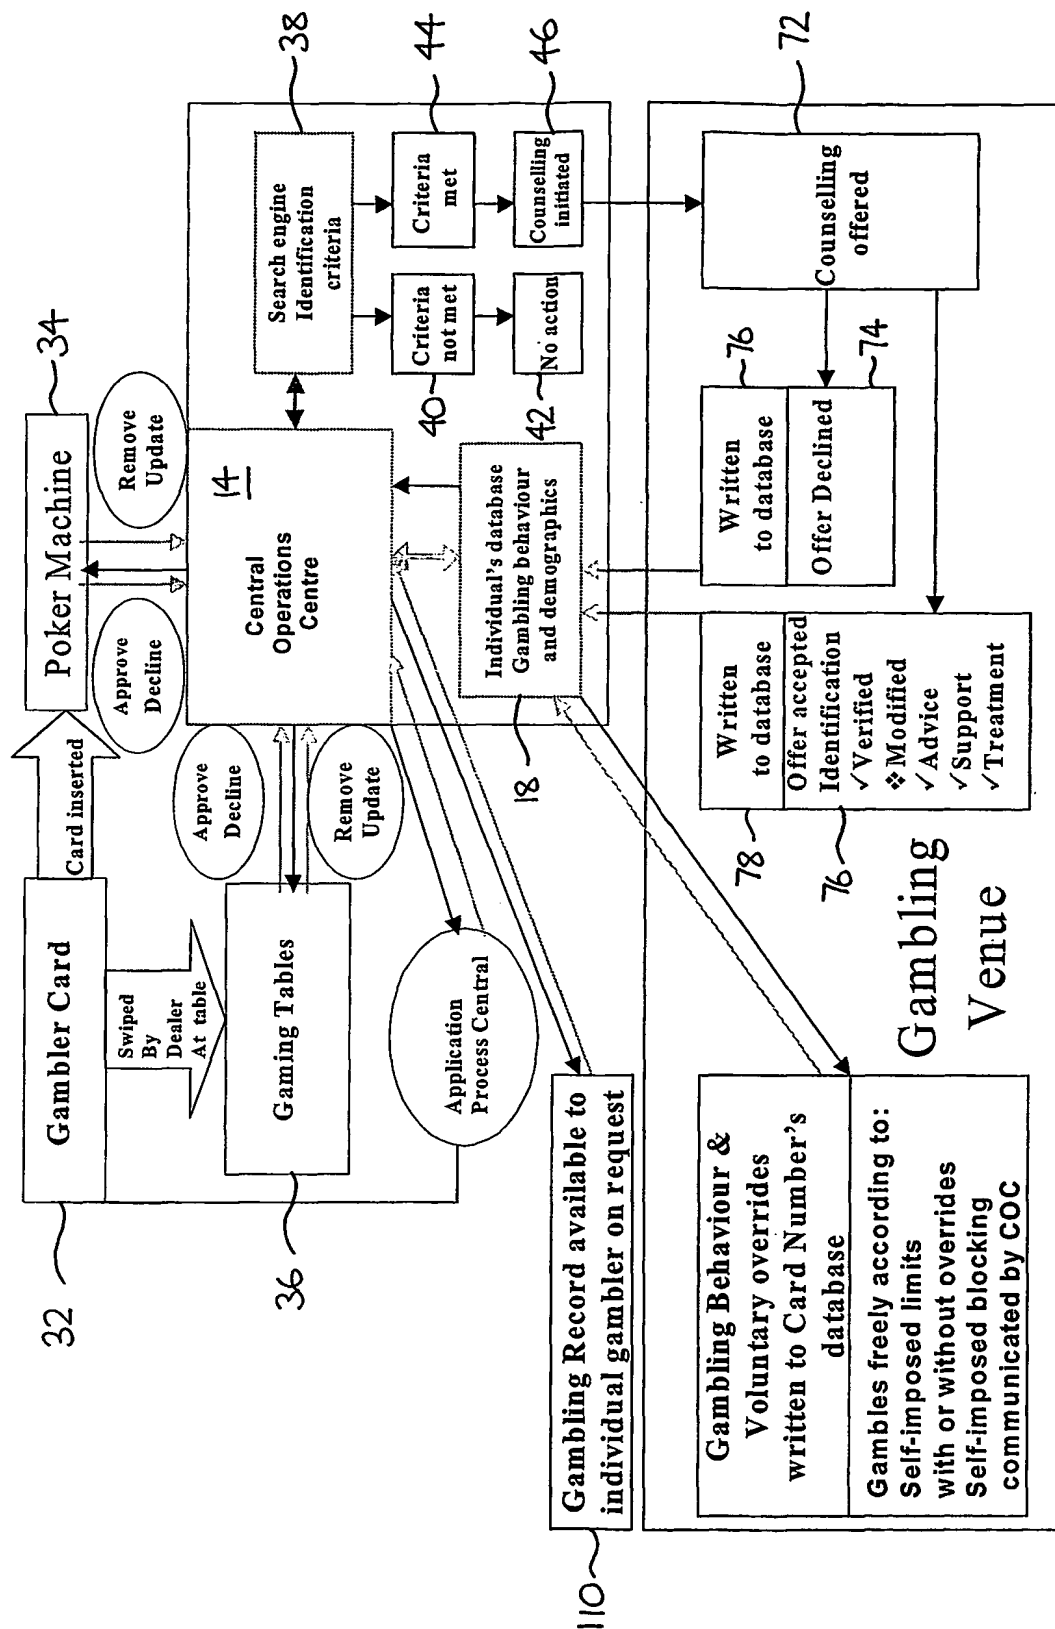 32
Gambler Card
Card inserted
Poker Machine
34
Swiped
By
Dealer
At table
Approve
Decline
Remove
Update
36
Gaming Tables
Approve
Decline
Remove
Update
14
Central
Operations
Centre
Search engine
Identification
criteria
38
Criteria
not met
40
Criteria
met
44
No action
42
Counselling
initiated
46
Application
Process Central
18
Individual's database
Gambling behaviour
and demographics
110
Gambling Record available to
individual gambler on request
Gambling Behaviour &
Voluntary overrides
written to Card Number's
database
Gambles freely according to:
Self-imposed limits
with or without overrides
Self-imposed blocking
communicated by COC
Gambling
Venue
78
Written
to database
76
Offer accepted
Identification
✓Verified
❖Modified
✓Advice
✓Support
✓Treatment
Written
to database
76
Offer Declined
74
Counselling
offered
72